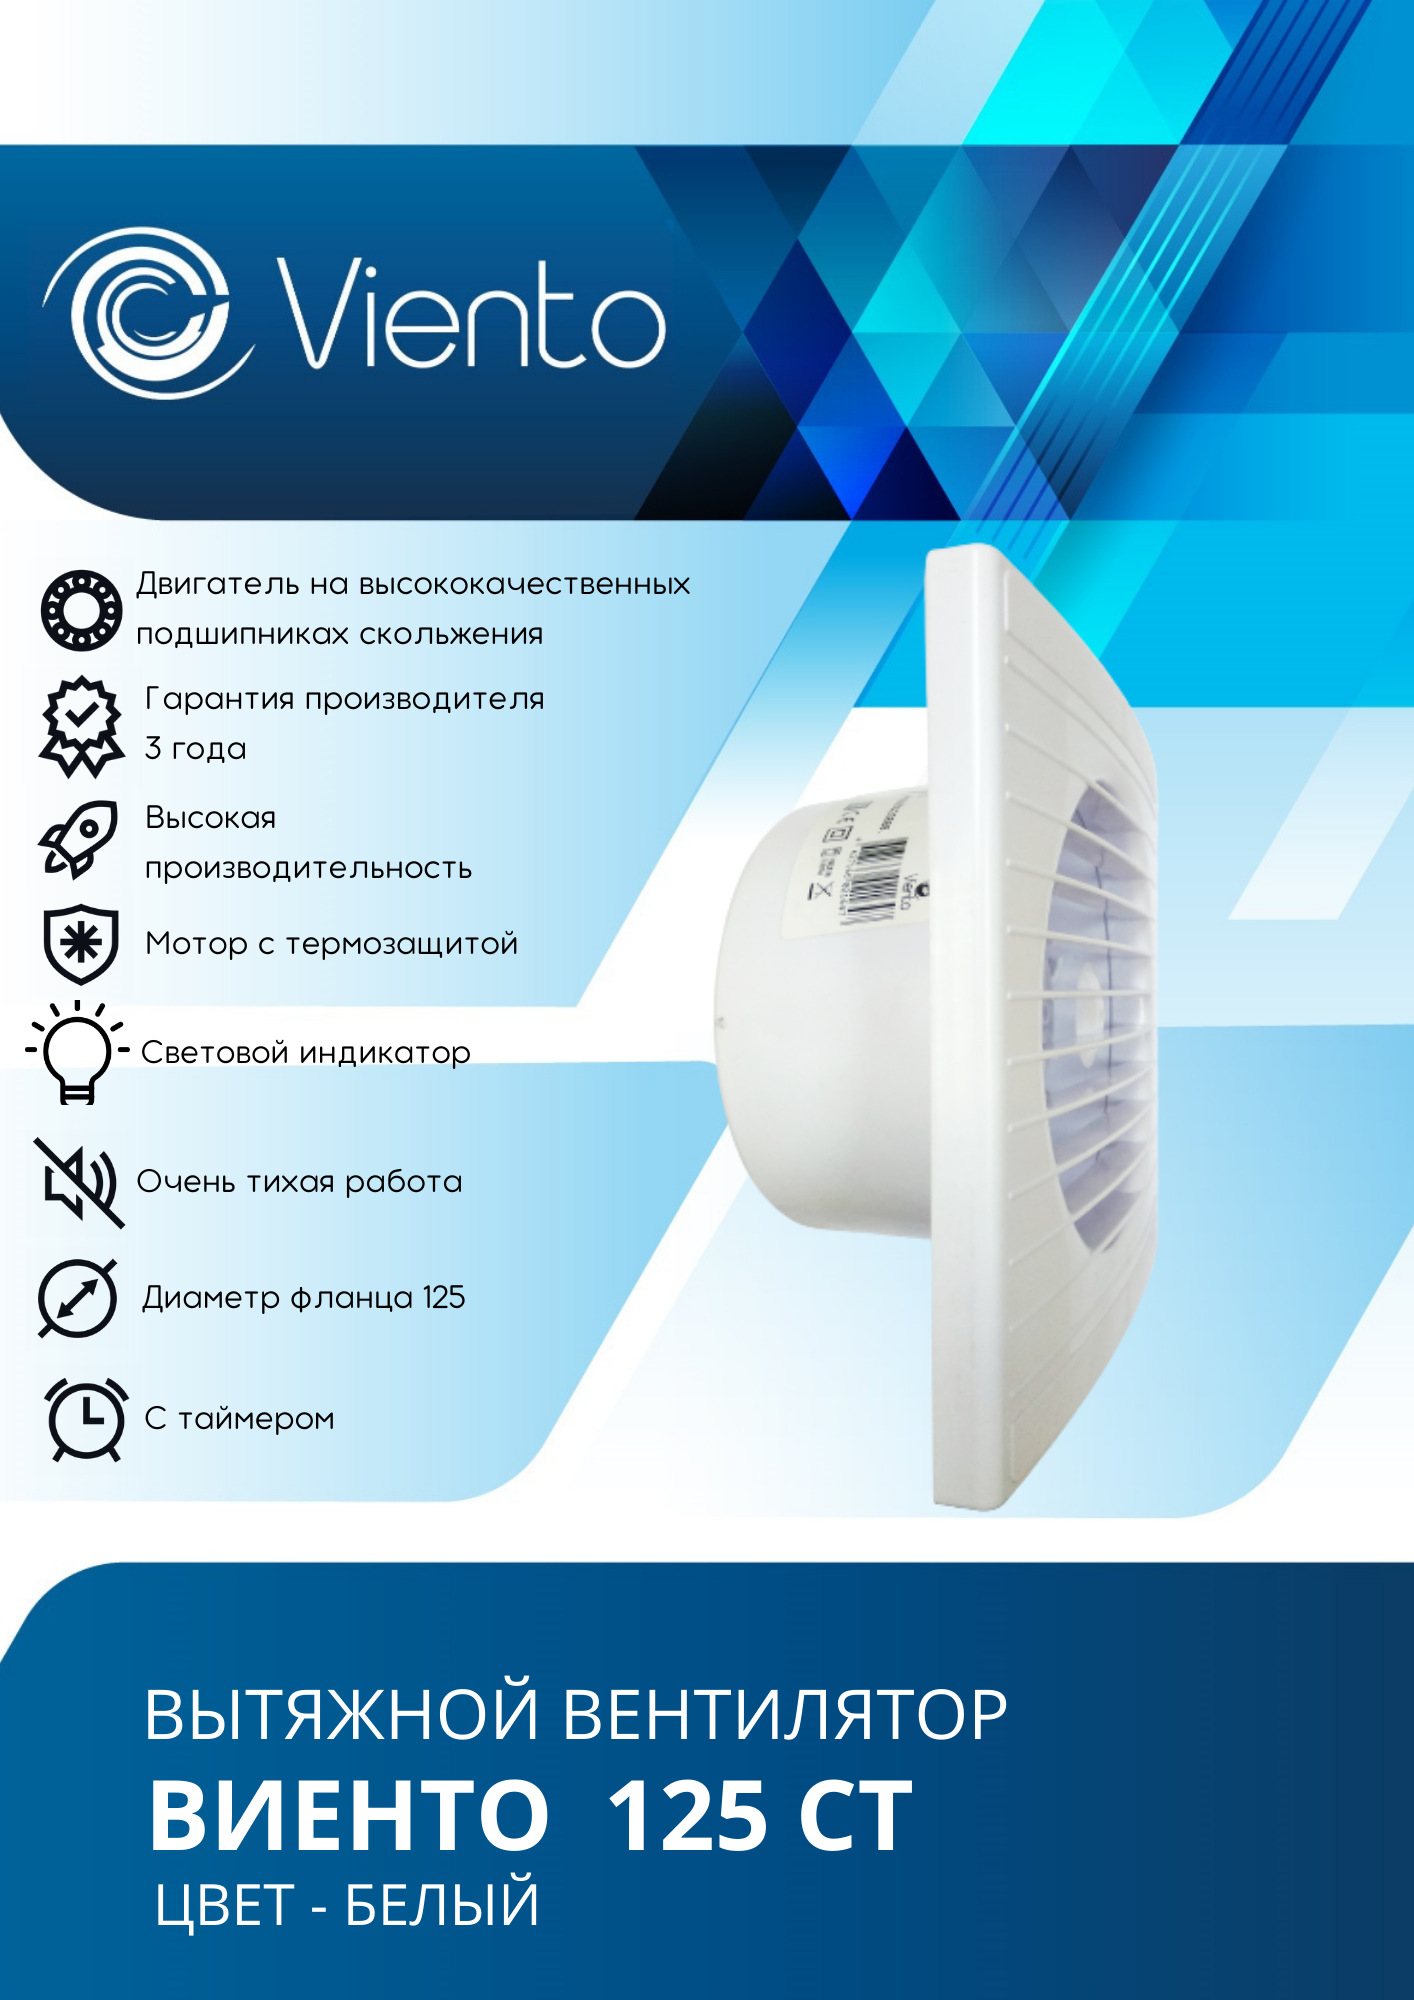 Viento
Двигатель на высококачественных
подшипниках скольжения
Гарантия производителя
3 года
Высокая
производительность
Мотор с термозащитой
Световой индикатор
Очень тихая работа
Диаметр фланца 125
С таймером
Viento
ВЫТЯЖНОЙ ВЕНТИЛЯТОР
ВИЕНТО 125 СТ
ЦВЕТ - БЕЛЫЙ